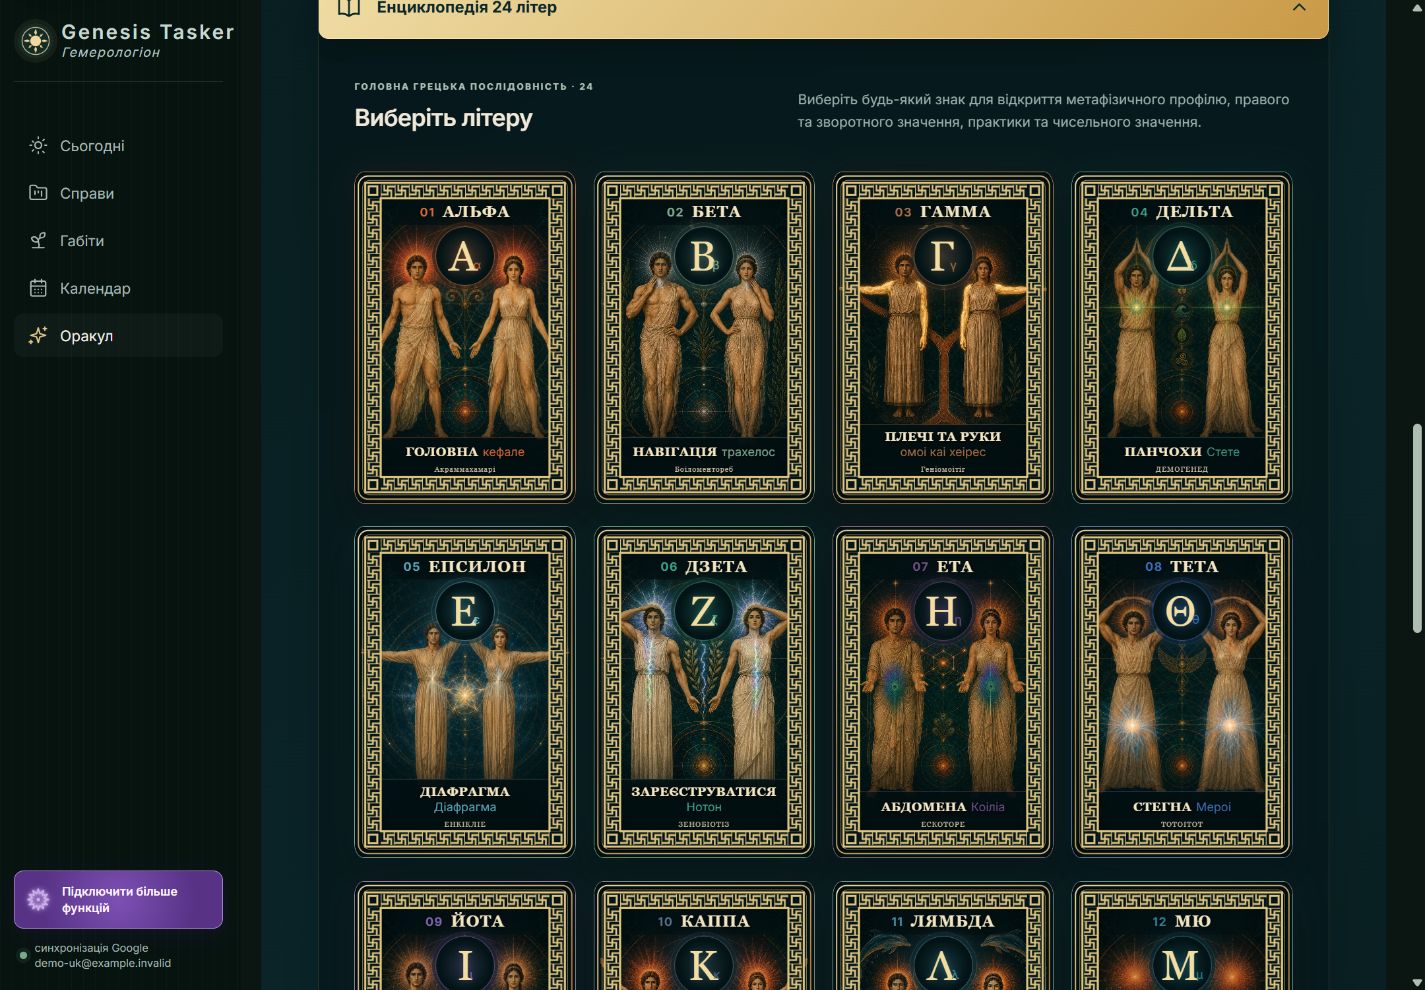 Genesis Tasker
Гемерологіон
Сьогодні
Справи
Габіти
Календар
Оракул
Підключити більше
функцій
синхронізація Google
demo-uk@example.invalid
Енциклопедія 24 літер
ГОЛОВНА ГРЕЦЬКА ПОСЛІДОВНІСТЬ · 24
Виберіть літеру
Виберіть будь-який знак для відкриття метафізичного профілю, правого
та зворотного значення, практики та чисельного значення.
01 АЛЬФА
Α α
ГОЛОВНА кефале
Акраммахамарі
02 БЕТА
Β β
НАВІГАЦІЯ трахелос
Боіломентореб
03 ГАММА
Γ γ
ПЛЕЧІ ТА РУКИ
омоі каі хеірес
Геніомоітіг
04 ДЕЛЬТА
Δ δ
ПАНЧОХИ Стете
ДЕМОГЕНЕД
05 ЕПСИЛОН
Ε ε
ДІАФРАГМА
Діафрагма
ЕНКІКЛІЕ
06 ДЗЕТА
Ζ ζ
ЗАРЕЄСТРУВАТИСЯ
Нотон
ЗЕНОБІОТІЗ
07 ЕТА
Η η
АБДОМЕНА Коіліа
ЕСКОТОРЕ
08 ТЕТА
Θ θ
СТЕГНА Мероі
ТОТОІТОТ
09 ЙОТА
Ι
10 КАППА
Κ
11 ЛЯМБДА
Λ λ
12 МЮ
Μ μ